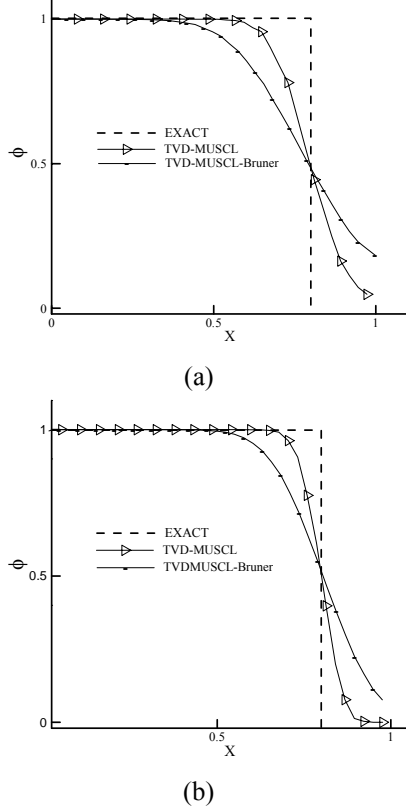 1
EXACT
TVD-MUSCL
TVD-MUSCL-Bruner
ϕ
0.5
0
0
0.5
1
X
(a)
1
EXACT
TVD-MUSCL
TVDMUSCL-Bruner
ϕ
0.5
0
0.5
1
X
(b)